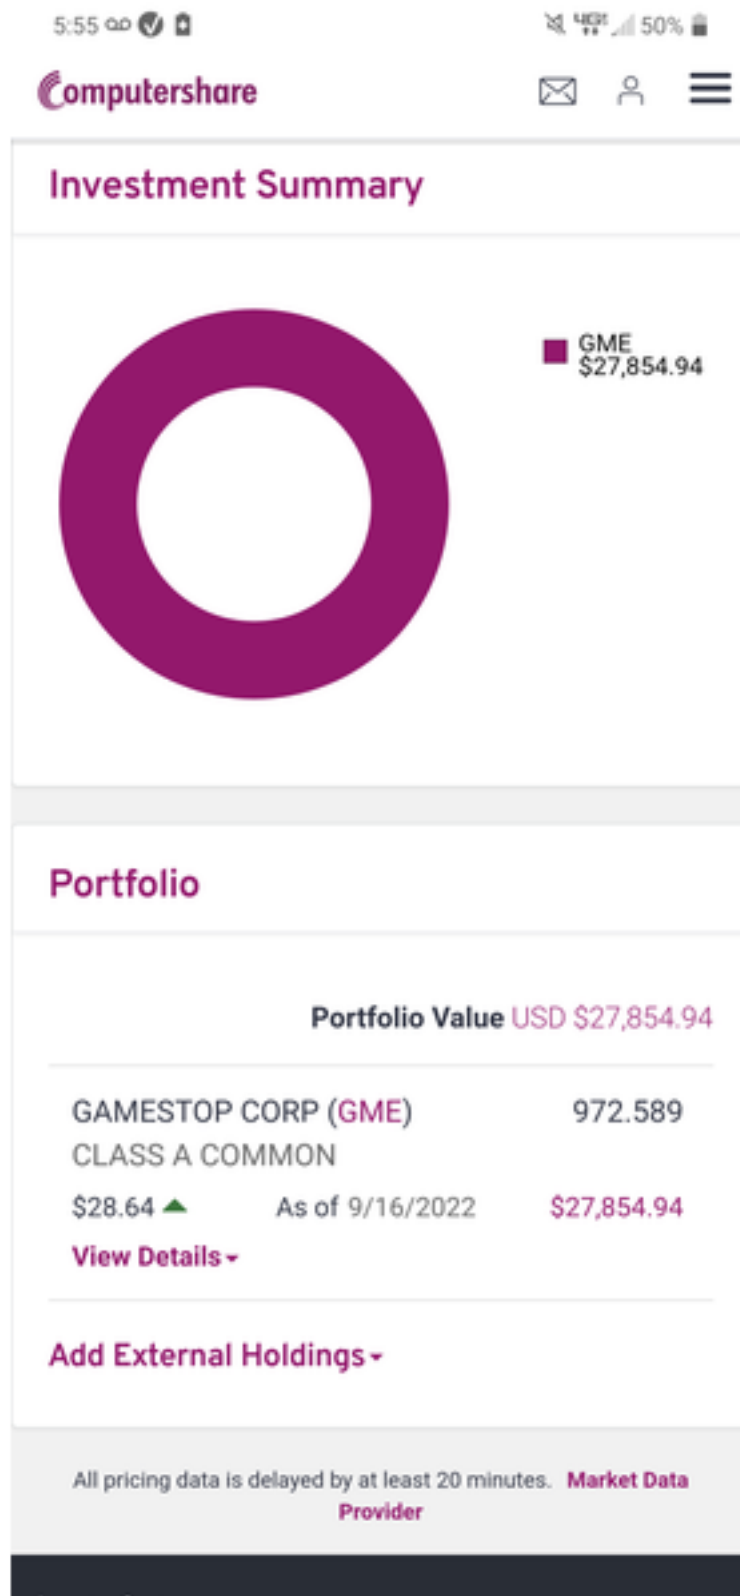 5:55 50%
Computershare
Investment Summary
GME
$27,854.94
Portfolio
Portfolio Value USD $27,854.94
GAMESTOP CORP (GME) 972.589
CLASS A COMMON
$28.64 As of 9/16/2022 $27,854.94
View Details
Add External Holdings
All pricing data is delayed by at least 20 minutes. Market Data
Provider